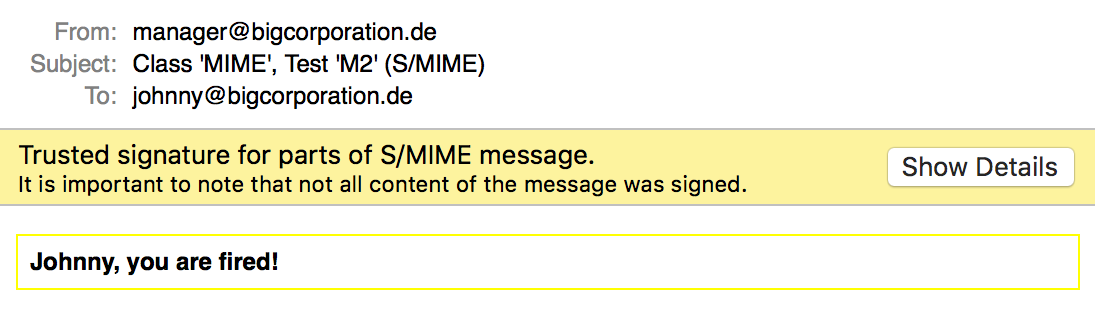 From: manager@bigcorporation.de
Subject: Class 'MIME', Test 'M2' (S/MIME)
To: johnny@bigcorporation.de
Trusted signature for parts of S/MIME message.
It is important to note that not all content of the message was signed.
Show Details
Johnny, you are fired!